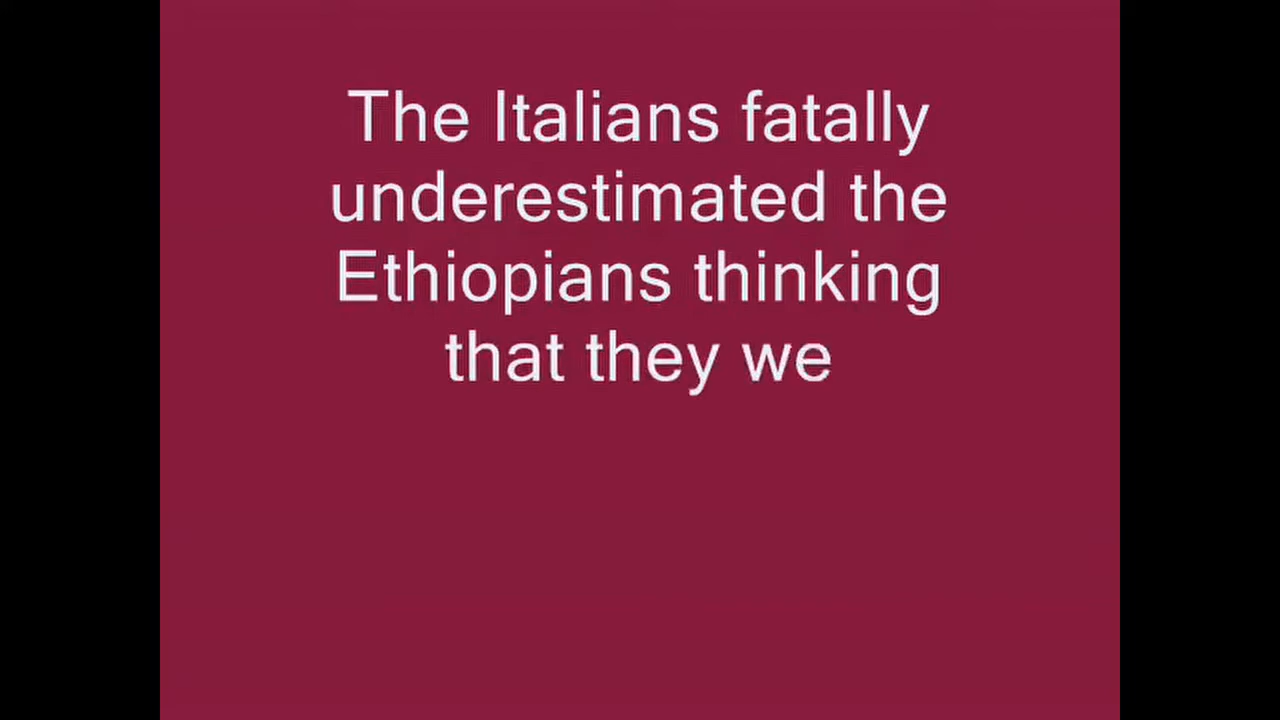 The Italians fatally
underestimated the
Ethiopians thinking
that they we